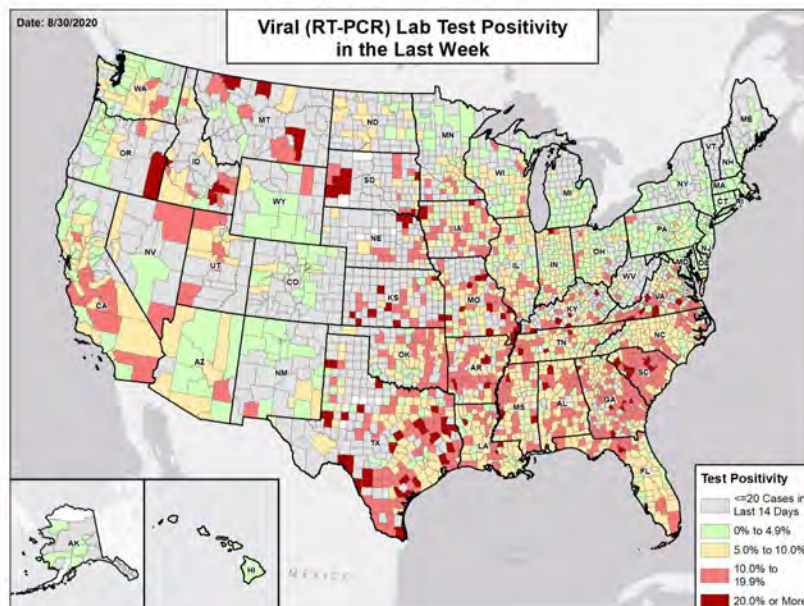 Date: 8/30/2020
Viral (RT-PCR) Lab Test Positivity
in the Last Week
WA
MT
ND
MN
ME
OR
ID
SD
WI
VT
NH
NY
MA
CT
RI
WY
MI
IA
NE
PA
NJ
NV
UT
IL
IN
OH
MD
DE
CA
CO
WV
KS
MO
KY
VA
AZ
NM
OK
AR
TN
NC
SC
MS
AL
GA
TX
LA
FL
AK
HI
MEXICO
Test Positivity
<=20 Cases in
Last 14 Days
0% to 4.9%
5.0% to 10.0%
10.0% to
19.9%
20.0% or More